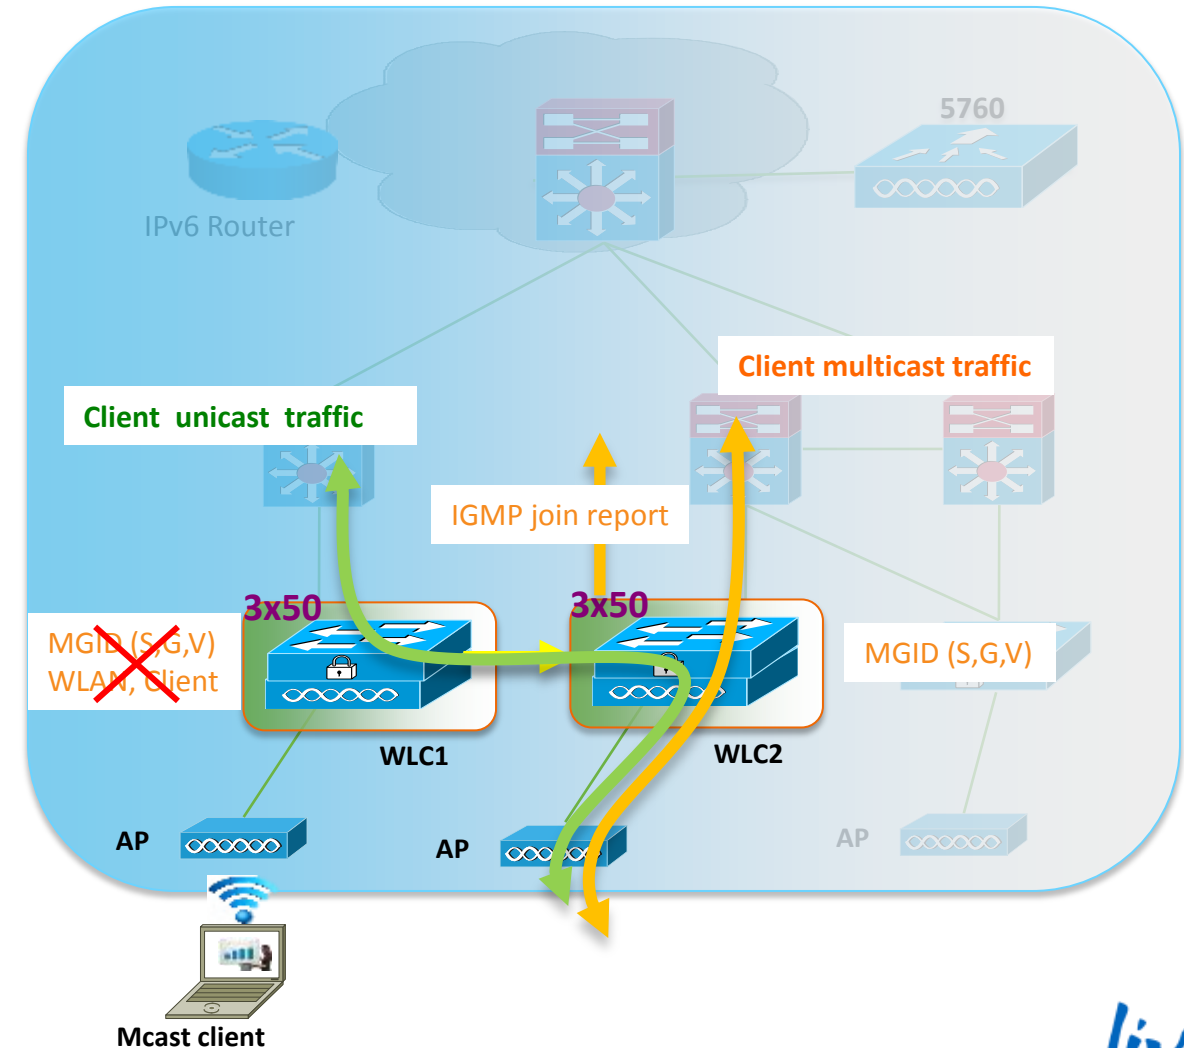 5760
IPv6 Router
Client multicast traffic
Client unicast traffic
IGMP join report
3x50
3x50
MGID (S,G,V)
WLAN, Client
MGID (S,G,V)
WLC1
WLC2
AP
AP
AP
Mcast client